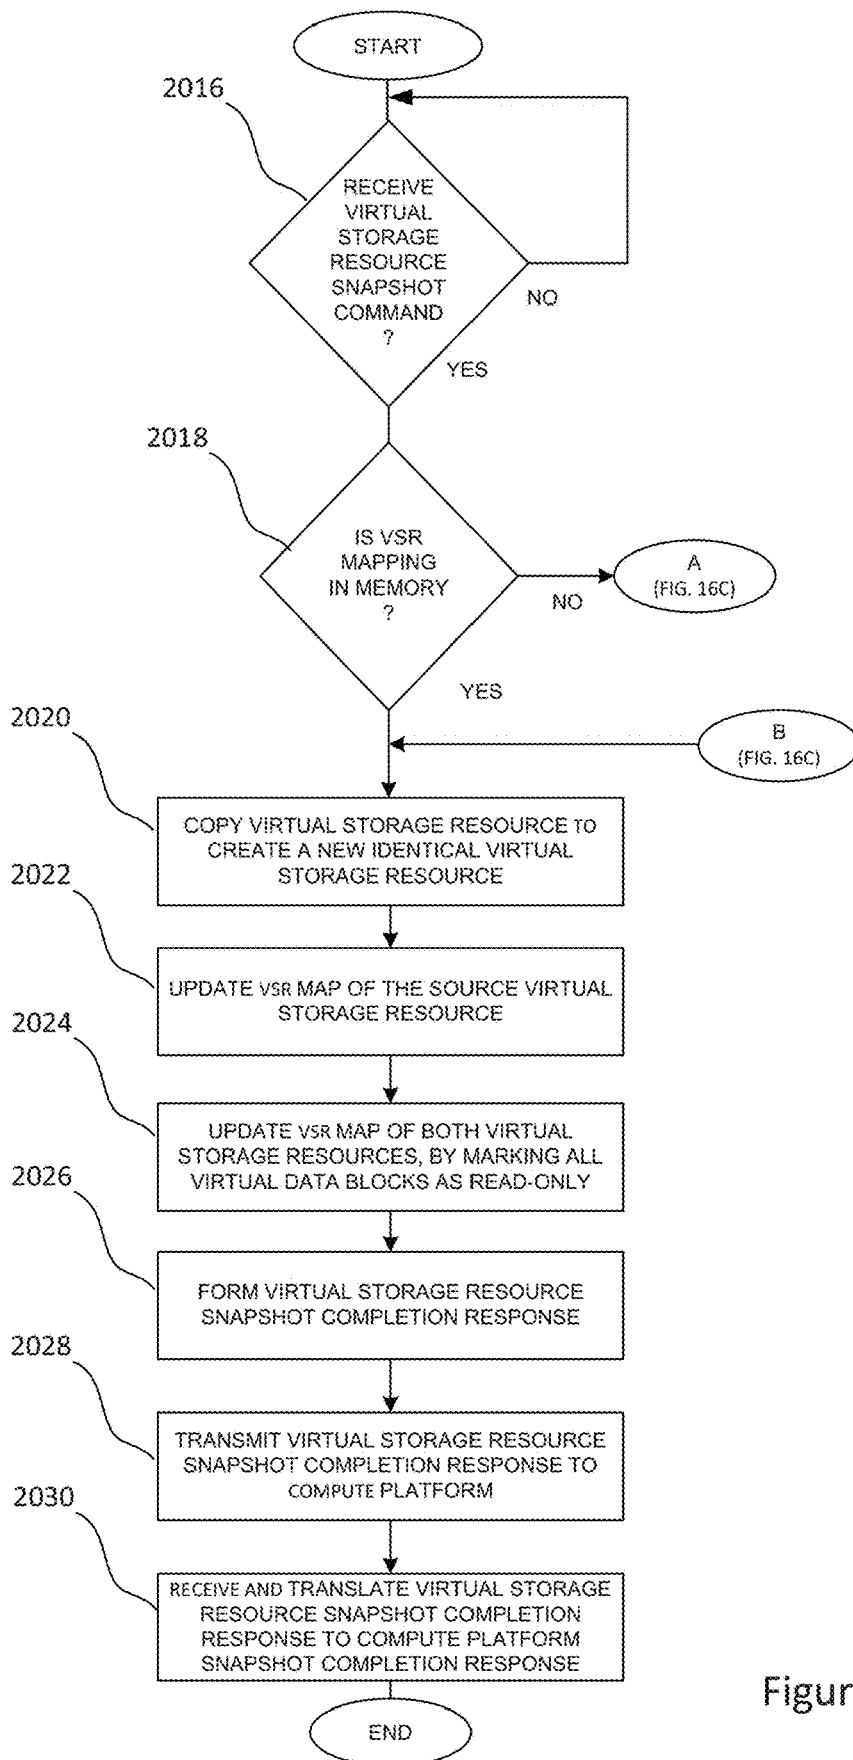 START
2016
RECEIVE
VIRTUAL
STORAGE
RESOURCE
SNAPSHOT
COMMAND
?
NO
YES
2018
IS VSR
MAPPING
IN MEMORY
?
NO
A
(FIG. 16C)
YES
2020
B
(FIG. 16C)
COPY VIRTUAL STORAGE RESOURCE TO
CREATE A NEW IDENTICAL VIRTUAL
STORAGE RESOURCE
2022
UPDATE VSR MAP OF THE SOURCE VIRTUAL
STORAGE RESOURCE
2024
UPDATE VSR MAP OF BOTH VIRTUAL
STORAGE RESOURCES, BY MARKING ALL
VIRTUAL DATA BLOCKS AS READ-ONLY
2026
FORM VIRTUAL STORAGE RESOURCE
SNAPSHOT COMPLETION RESPONSE
2028
TRANSMIT VIRTUAL STORAGE RESOURCE
SNAPSHOT COMPLETION RESPONSE TO
COMPUTE PLATFORM
2030
RECEIVE AND TRANSLATE VIRTUAL STORAGE
RESOURCE SNAPSHOT COMPLETION
RESPONSE TO COMPUTE PLATFORM
SNAPSHOT COMPLETION RESPONSE
Figur
END